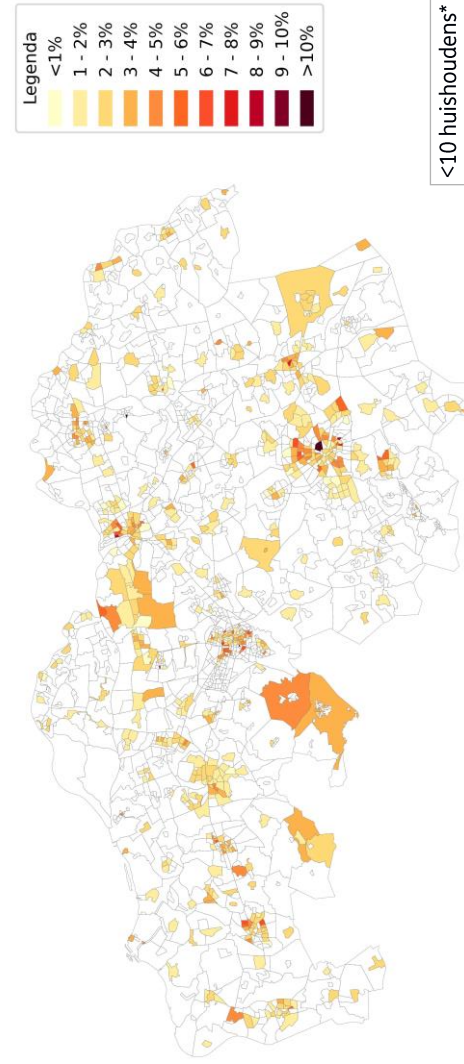 Legenda
<1%
1 - 2%
2 - 3%
3 - 4%
4 - 5%
5 - 6%
6 - 7%
7 - 8%
8 - 9%
9 - 10%
>10%
<10 huishoudens*